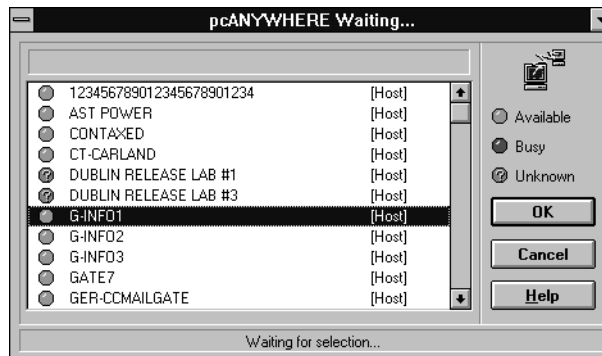 pcANYWHERE Waiting...
123456789012345678901234 [Host]
AST POWER [Host]
CONTAXED [Host]
CT-CARLAND [Host]
DUBLIN RELEASE LAB #1 [Host]
DUBLIN RELEASE LAB #3 [Host]
G-INFO1 [Host]
G-INFO2 [Host]
G-INFO3 [Host]
GATE7 [Host]
GER-CCMAILGATE [Host]
Available
Busy
Unknown
OK
Cancel
Help
Waiting for selection...